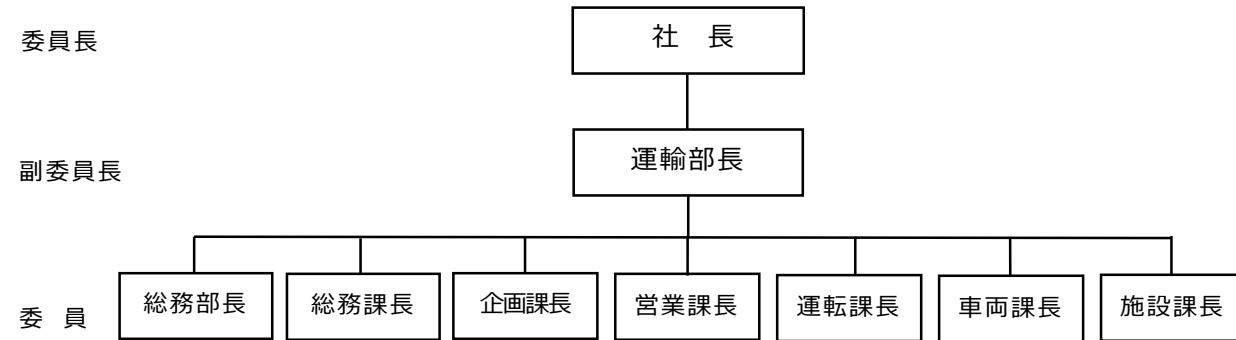 委員長
社　長
副委員長
運輸部長
委　員
総務部長
総務課長
企画課長
営業課長
運転課長
車両課長
施設課長